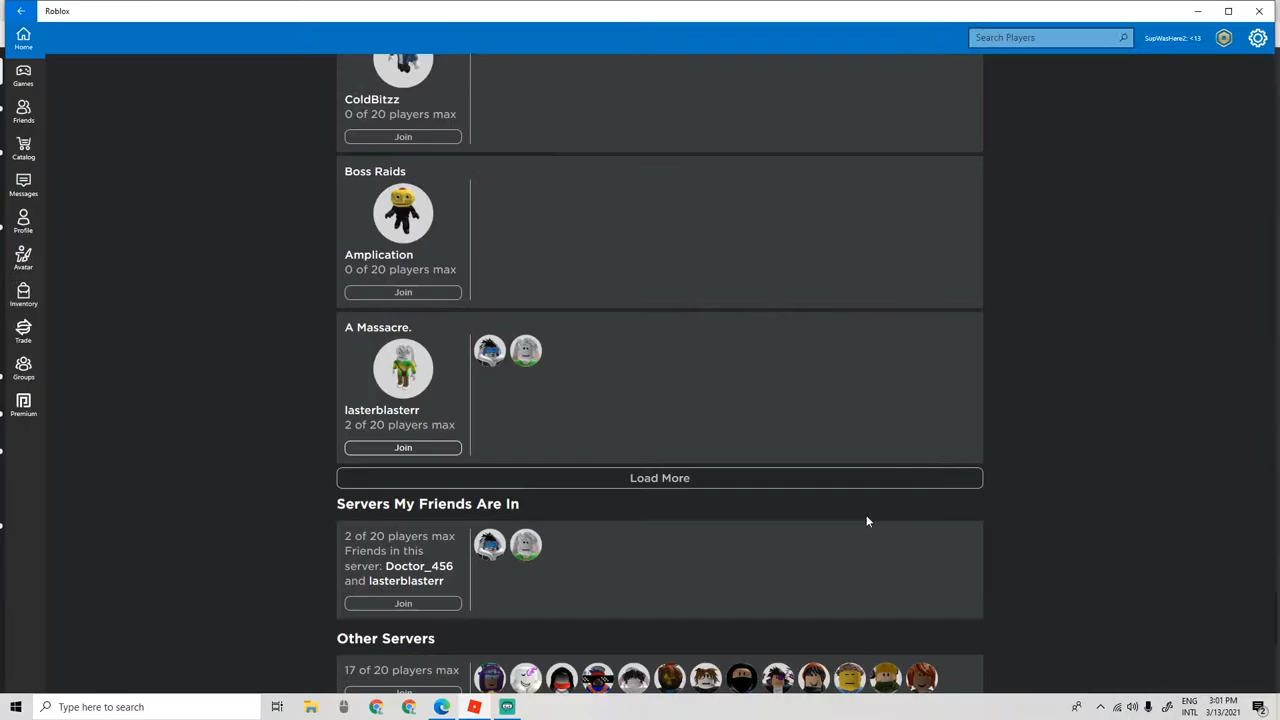 Roblox
Home
Search Players
SupWasHere2: <13
Games
Friends
Catalog
Messages
Profile
Avatar
Inventory
Trade
Groups
Premium
ColdBitzz
0 of 20 players max
Join
Boss Raids
Amplication
0 of 20 players max
Join
A Massacre.
lasterblasterr
2 of 20 players max
Join
Load More
Servers My Friends Are In
2 of 20 players max
Friends in this
server: Doctor_456
and lasterblasterr
Join
Other Servers
17 of 20 players max
Join
Type here to search
ENG
INTL
3:01 PM
3/13/2021
2